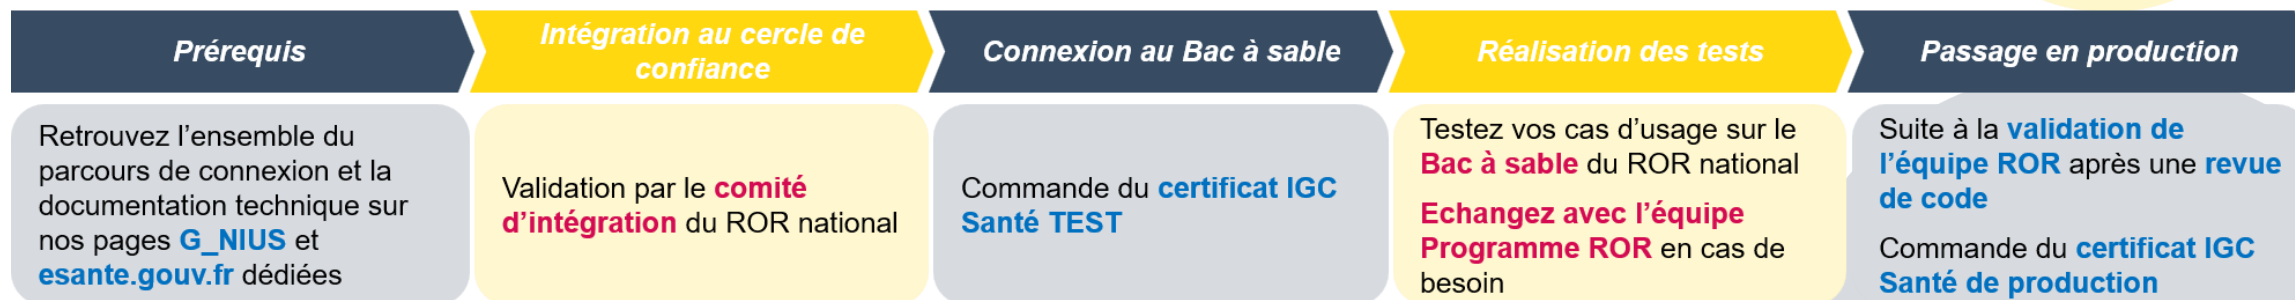 Prérequis
Intégration au cercle de
confiance
Connexion au Bac à sable
Réalisation des tests
Passage en production
Retrouvez l'ensemble du
parcours de connexion et la
documentation technique sur
nos pages G_NIUS et
esante.gouv.fr dédiées
Validation par le comité
d'intégration du ROR national
Commande du certificat IGC
Santé TEST
Testez vos cas d'usage sur le
Bac à sable du ROR national
Echangez avec l'équipe
Programme ROR en cas de
besoin
Suite à la validation de
l'équipe ROR après une revue
de code
Commande du certificat IGC
Santé de production